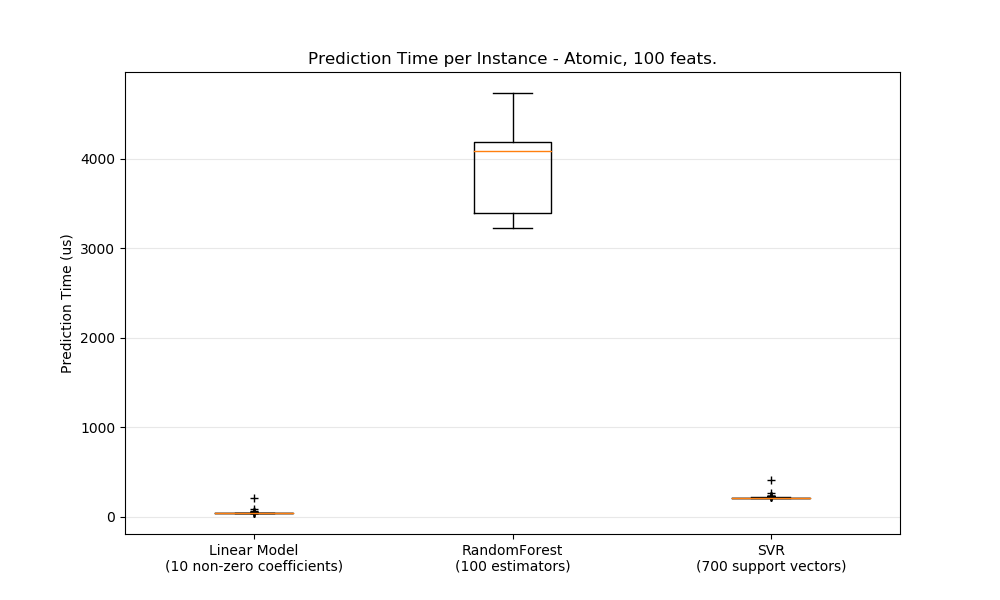 Prediction Time per Instance - Atomic, 100 feats.
Prediction Time (us)
4000
3000
2000
1000
0
Linear Model
(10 non-zero coefficients)
RandomForest
(100 estimators)
SVR
(700 support vectors)